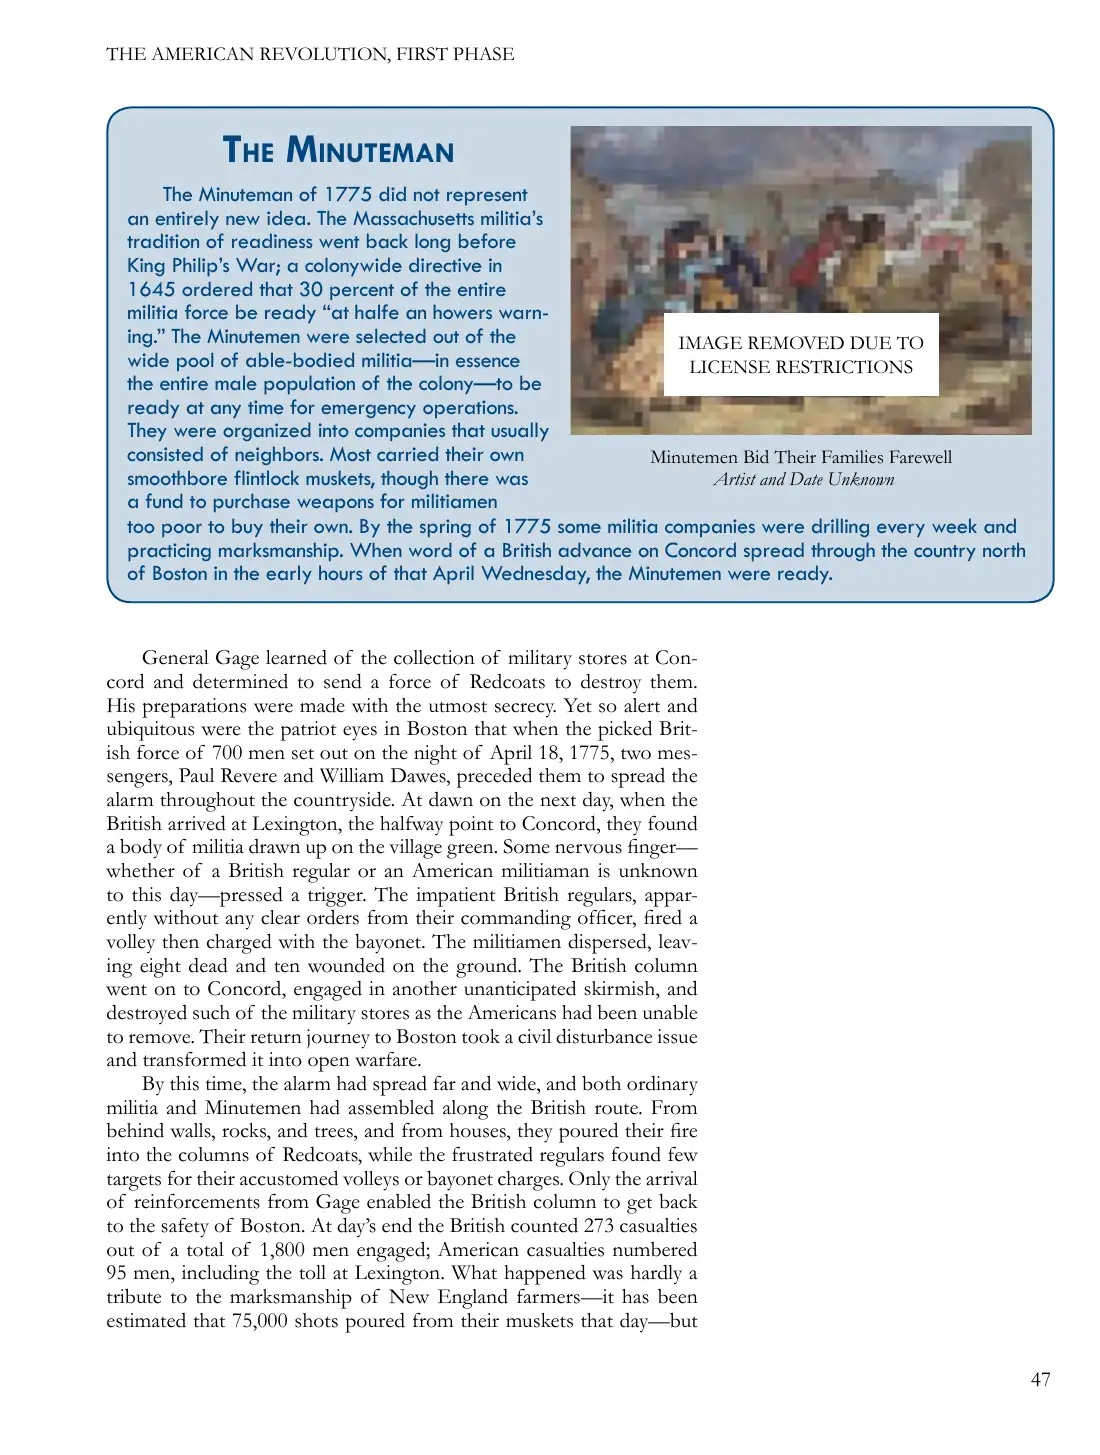 THE AMERICAN REVOLUTION, FIRST PHASE
THE MINUTEMAN
The Minuteman of 1775 did not represent
an entirely new idea. The Massachusetts militia’s
tradition of readiness went back long before
King Philip’s War; a colonywide directive in
1645 ordered that 30 percent of the entire
militia force be ready “at halfe an howers warn-
ing.” The Minutemen were selected out of the
wide pool of able-bodied militia—in essence
the entire male population of the colony—to be
ready at any time for emergency operations.
They were organized into companies that usually
consisted of neighbors. Most carried their own
smoothbore flintlock muskets, though there was
a fund to purchase weapons for militiamen
too poor to buy their own. By the spring of 1775 some militia companies were drilling every week and
practicing marksmanship. When word of a British advance on Concord spread through the country north
of Boston in the early hours of that April Wednesday, the Minutemen were ready.
IMAGE REMOVED DUE TO
LICENSE RESTRICTIONS
Minutemen Bid Their Families Farewell
Artist and Date Unknown
General Gage learned of the collection of military stores at Con-
cord and determined to send a force of Redcoats to destroy them.
His preparations were made with the utmost secrecy. Yet so alert and
ubiquitous were the patriot eyes in Boston that when the picked Brit-
ish force of 700 men set out on the night of April 18, 1775, two mes-
sengers, Paul Revere and William Dawes, preceded them to spread the
alarm throughout the countryside. At dawn on the next day, when the
British arrived at Lexington, the halfway point to Concord, they found
a body of militia drawn up on the village green. Some nervous finger—
whether of a British regular or an American militiaman is unknown
to this day—pressed a trigger. The impatient British regulars, appar-
ently without any clear orders from their commanding officer, fired a
volley then charged with the bayonet. The militiamen dispersed, leav-
ing eight dead and ten wounded on the ground. The British column
went on to Concord, engaged in another unanticipated skirmish, and
destroyed such of the military stores as the Americans had been unable
to remove. Their return journey to Boston took a civil disturbance issue
and transformed it into open warfare.
By this time, the alarm had spread far and wide, and both ordinary
militia and Minutemen had assembled along the British route. From
behind walls, rocks, and trees, and from houses, they poured their fire
into the columns of Redcoats, while the frustrated regulars found few
targets for their accustomed volleys or bayonet charges. Only the arrival
of reinforcements from Gage enabled the British column to get back
to the safety of Boston. At day’s end the British counted 273 casualties
out of a total of 1,800 men engaged; American casualties numbered
95 men, including the toll at Lexington. What happened was hardly a
tribute to the marksmanship of New England farmers—it has been
estimated that 75,000 shots poured from their muskets that day—but
47